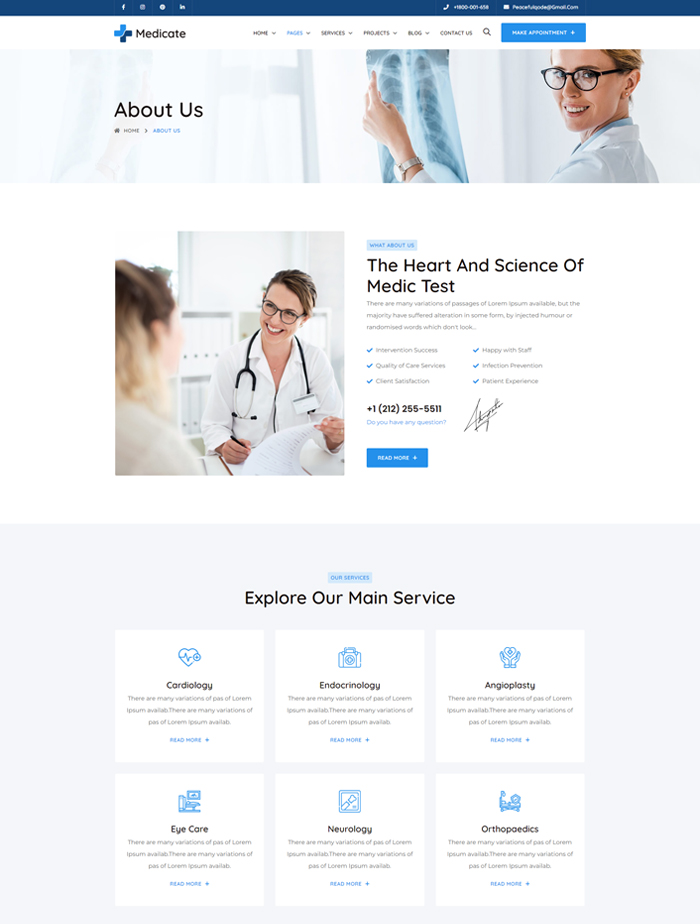 +1800-001-658 Peacefulqode@Gmail.Com
Medicate
HOME PAGES SERVICES PROJECTS BLOG CONTACT US MAKE APPOINTMENT +
About Us
HOME > ABOUT US
WHAT ABOUT US
The Heart And Science Of
Medic Test
There are many variations of passages of Lorem Ipsum available, but the
majority have suffered alteration in some form, by injected humour or
randomised words which don't look...
Intervention Success Happy with Staff
Quality of Care Services Infection Prevention
Client Satisfaction Patient Experience
+1 (212) 255-5511
Do you have any question?
READ MORE +
OUR SERVICES
Explore Our Main Service
Cardiology
There are many variations of pas of Lorem
Ipsum availab.There are many variations of
pas of Lorem Ipsum availab.
READ MORE +
Endocrinology
There are many variations of pas of Lorem
Ipsum availab.There are many variations of
pas of Lorem Ipsum availab.
READ MORE +
Angioplasty
There are many variations of pas of Lorem
Ipsum availab.There are many variations of
pas of Lorem Ipsum availab.
READ MORE +
Eye Care
There are many variations of pas of Lorem
Ipsum availab.There are many variations of
pas of Lorem Ipsum availab.
READ MORE +
Neurology
There are many variations of pas of Lorem
Ipsum availab.There are many variations of
pas of Lorem Ipsum availab.
READ MORE +
Orthopaedics
There are many variations of pas of Lorem
Ipsum availab.There are many variations of
pas of Lorem Ipsum availab.
READ MORE +